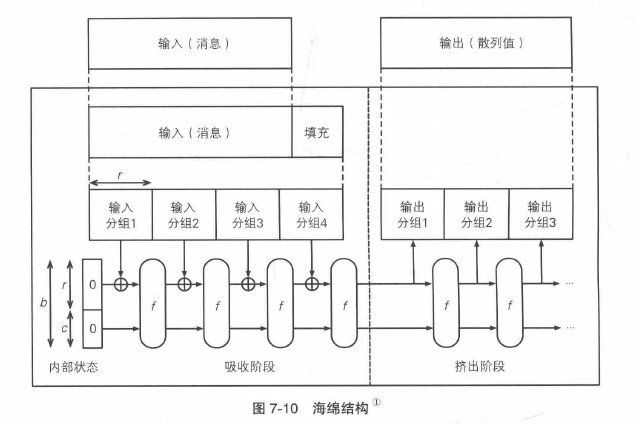 输入（消息）
输出（散列值）
输入（消息）
填充
r
输入
分组1
输入
分组2
输入
分组3
输入
分组4
输出
分组1
输出
分组2
输出
分组3
b
r
c
0
0
f
f
f
f
f
f
...
...
内部状态
吸收阶段
挤出阶段
图 7-10 海绵结构①